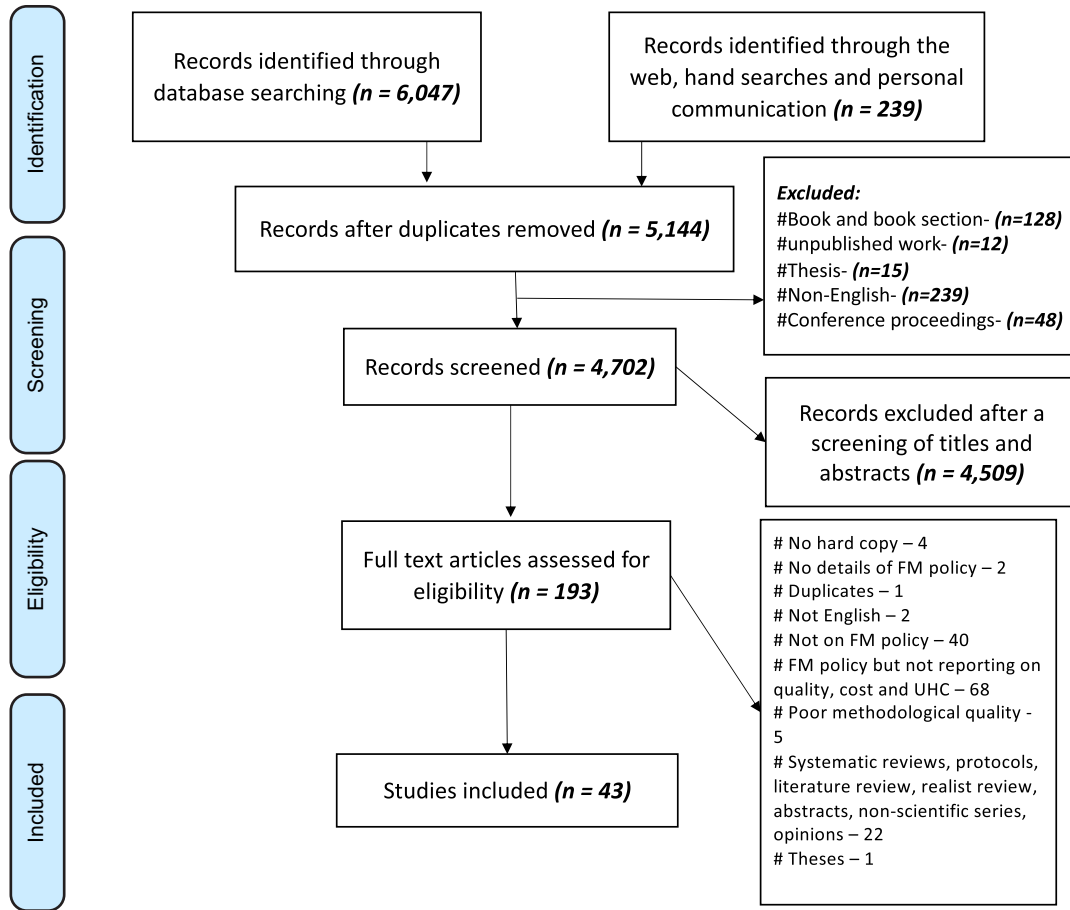 Identification
Records identified through
database searching (n = 6,047)
Records identified through the
web, hand searches and personal
communication (n = 239)
Records after duplicates removed (n = 5,144)
Excluded:
#Book and book section- (n=128)
#unpublished work- (n=12)
#Thesis- (n=15)
#Non-English- (n=239)
#Conference proceedings- (n=48)
Screening
Records screened (n = 4,702)
Records excluded after a
screening of titles and
abstracts (n = 4,509)
Eligibility
Full text articles assessed for
eligibility (n = 193)
# No hard copy – 4
# No details of FM policy – 2
# Duplicates – 1
# Not English – 2
# Not on FM policy – 40
# FM policy but not reporting on
quality, cost and UHC – 68
# Poor methodological quality -
5
# Systematic reviews, protocols,
literature review, realist review,
abstracts, non-scientific series,
opinions – 22
# Theses – 1
Included
Studies included (n = 43)